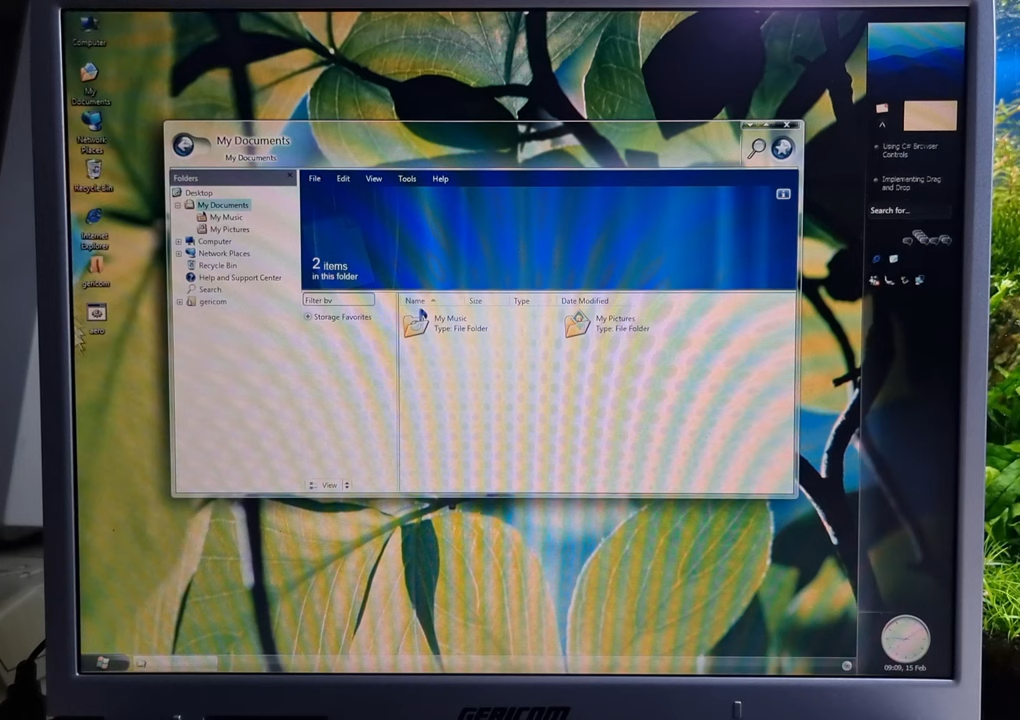 Computer
My
Documents
Network
Places
Recycle Bin
Internet
Explorer
gericom
aero
My Documents
My Documents
Folders
Desktop
My Documents
My Music
My Pictures
Computer
Network Places
Recycle Bin
Help and Support Center
Search
gericom
File Edit View Tools Help
2 items
in this folder
Filter by
Storage Favorites
Name Size Type Date Modified
My Music
Type: File Folder
My Pictures
Type: File Folder
View
Using C# Browser
Controls
Implementing Drag
and Drop
Search for...
09:09, 15 Feb
GERICOM